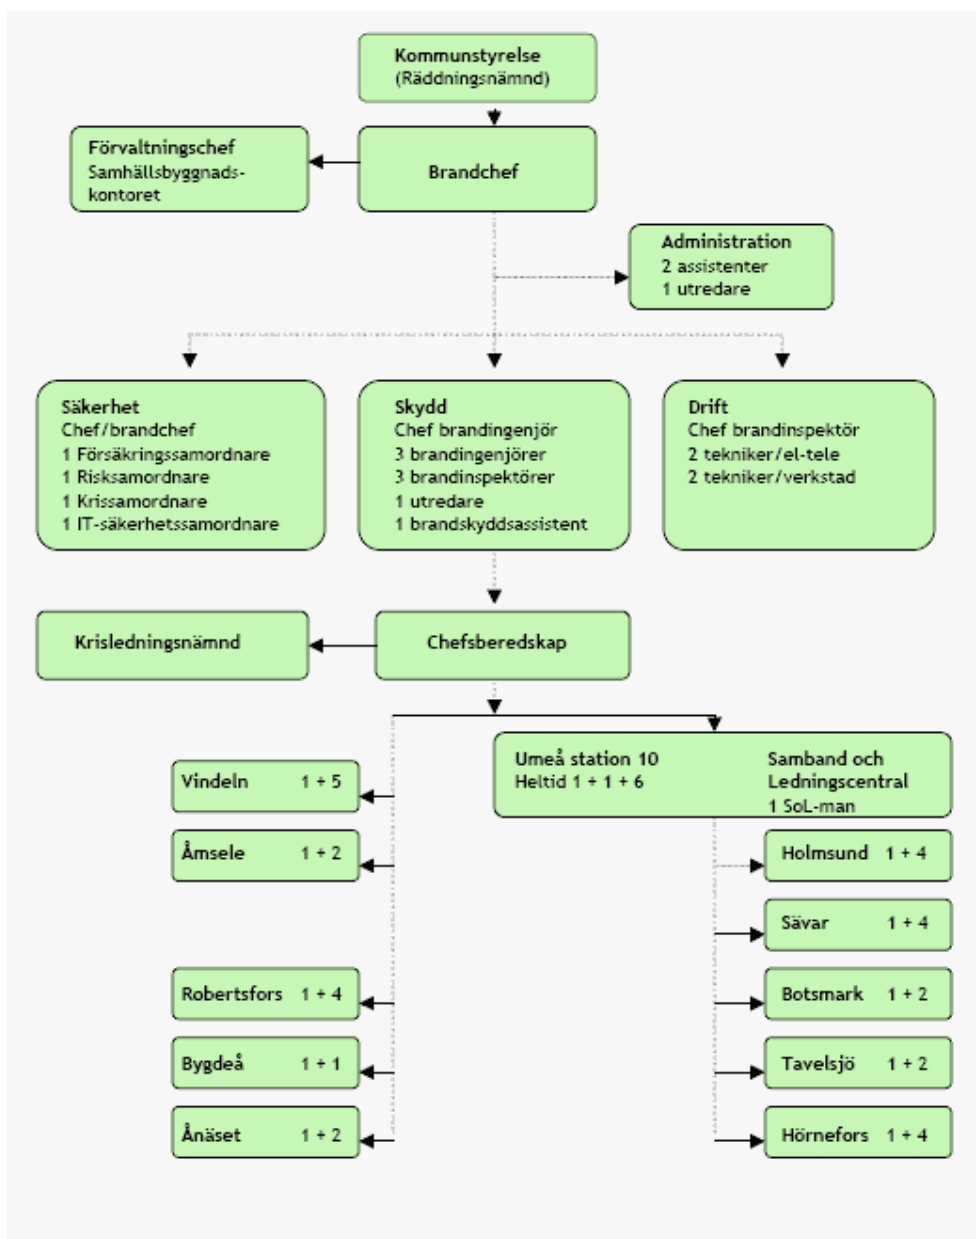 Kommunstyrelse
(Räddningsnämnd)
Förvaltningschef
Samhällsbyggnads-
kontoret
Brandchef
Administration
2 assistenter
1 utredare
Säkerhet
Chef/brandchef
1 Försäkringssamordnare
1 Risksamordnare
1 Krissamordnare
1 IT-säkerhetssamordnare
Skydd
Chef brandingenjör
3 brandingenjörer
3 brandinspektörer
1 utredare
1 brandskyddsassistent
Drift
Chef brandinspektör
2 tekniker/el-tele
2 tekniker/verkstad
Krisledningsnämnd
Chefsberedskap
Umeå station 10
Heltid 1 + 1 + 6
Samband och
Ledningscentral
1 SoL-man
Vindeln 1 + 5
Åmsele 1 + 2
Robertsfors 1 + 4
Bygdeå 1 + 1
Ånäset 1 + 2
Holmsund 1 + 4
Sävar 1 + 4
Botsmark 1 + 2
Tavelsjö 1 + 2
Hörnefors 1 + 4